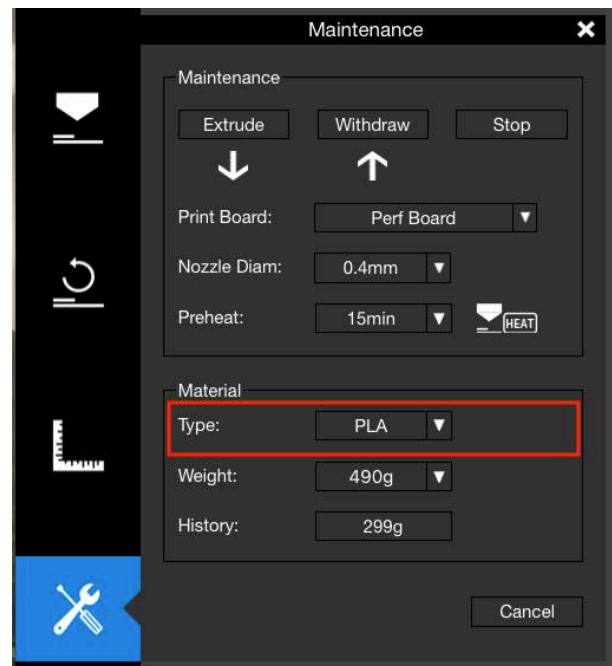 Maintenance
Maintenance
Extrude Withdraw Stop
Print Board: Perf Board
Nozzle Diam: 0.4mm
Preheat: 15min HEAT
Material
Type: PLA
Weight: 490g
History: 299g
Cancel